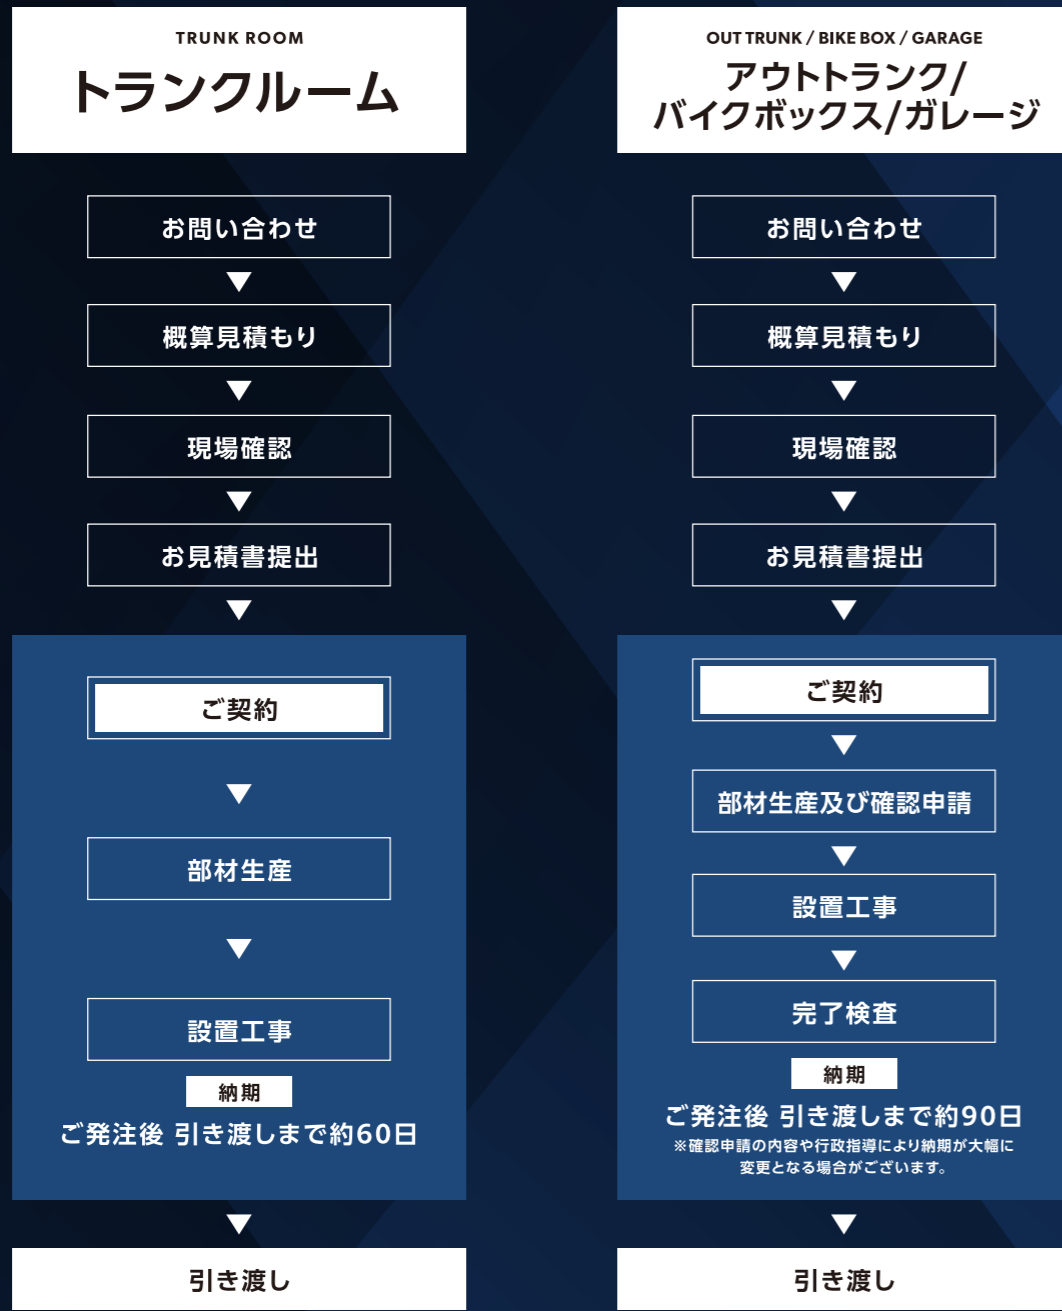 TRUNK ROOM
トランクルーム
お問い合わせ
概算見積もり
現場確認
お見積書提出
ご契約
部材生産
設置工事
納期
ご発注後 引き渡しまで約60日
引き渡し
OUT TRUNK / BIKE BOX / GARAGE
アウトトランク/
バイクボックス/ガレージ
お問い合わせ
概算見積もり
現場確認
お見積書提出
ご契約
部材生産及び確認申請
設置工事
完了検査
納期
ご発注後 引き渡しまで約90日
※確認申請の内容や行政指導により納期が大幅に
変更となる場合がございます。
引き渡し